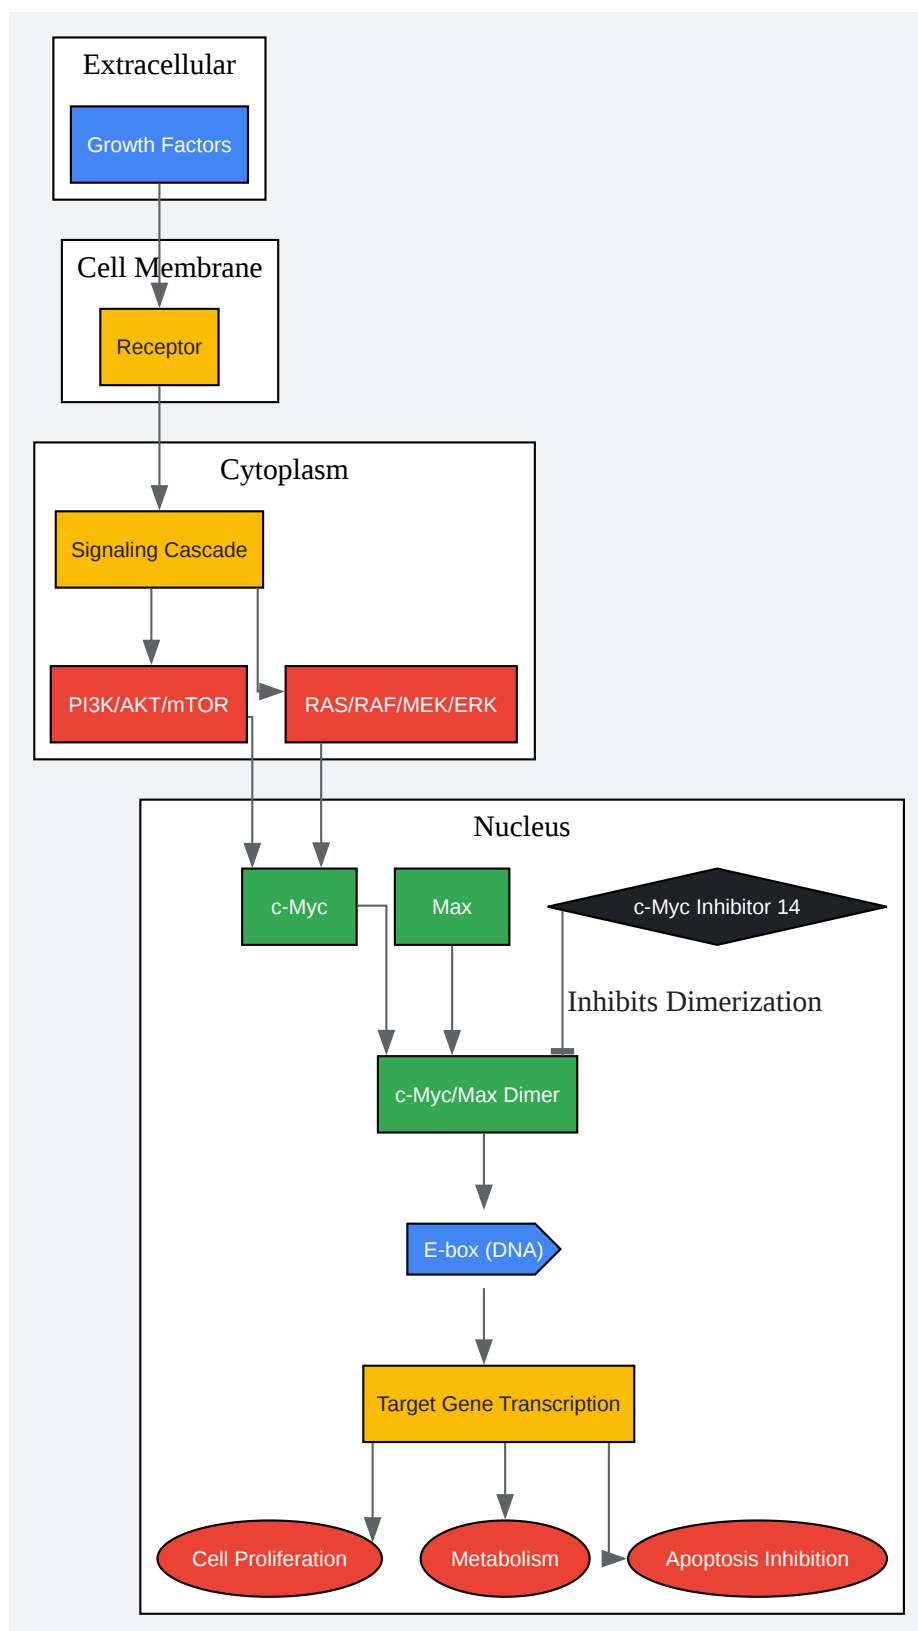 Extracellular
Growth Factors
Cell Membrane
Receptor
Cytoplasm
Signaling Cascade
PI3K/AKT/mTOR
RAS/RAF/MEK/ERK
Nucleus
c-Myc
Max
c-Myc Inhibitor 14
Inhibits Dimerization
c-Myc/Max Dimer
E-box (DNA)
Target Gene Transcription
Cell Proliferation
Metabolism
Apoptosis Inhibition